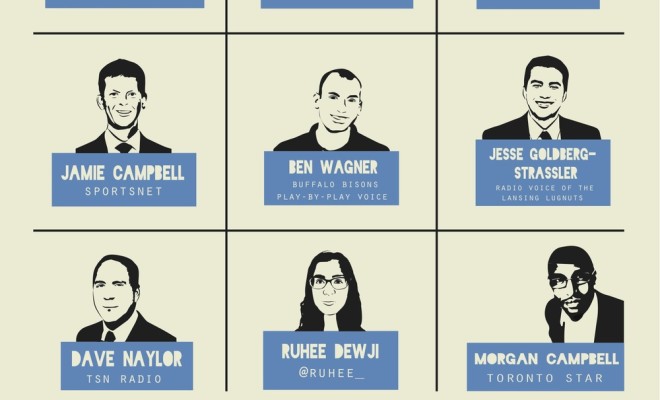 JAMIE CAMPBELL
SPORTSNET
BEN WAGNER
BUFFALO BISONS
PLAY-BY-PLAY VOICE
JESSE GOLDBERG-
STRASSLER
RADIO VOICE OF THE
LANSING LUGNUTS
DAVE NAYLOR
TSN RADIO
RUHEE DEWJI
@RUHEE_
MORGAN CAMPBELL
TORONTO STAR